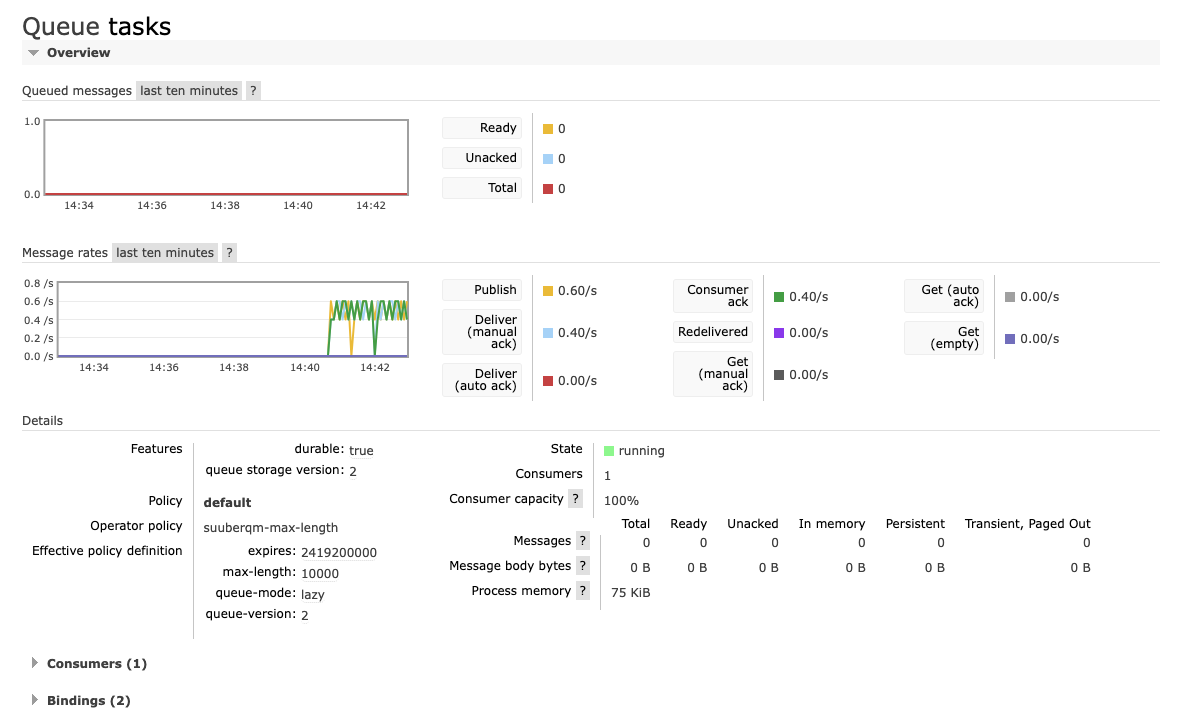 Queue tasks
Overview
Queued messages last ten minutes ?
1.0
0.0
14:34 14:36 14:38 14:40 14:42
Ready 0
Unacked 0
Total 0
Message rates last ten minutes ?
0.8 /s
0.6 /s
0.4 /s
0.2 /s
0.0 /s
14:34 14:36 14:38 14:40 14:42
Publish 0.60/s
Deliver
(manual
ack) 0.40/s
Deliver
(auto ack) 0.00/s
Consumer
ack 0.40/s
Redelivered 0.00/s
Get
(manual
ack) 0.00/s
Get (auto
ack) 0.00/s
Get
(empty) 0.00/s
Details
Features durable: true
queue storage version: 2
Policy default
Operator policy suuberqm-max-length
Effective policy definition expires: 2419200000
max-length: 10000
queue-mode: lazy
queue-version: 2
State running
Consumers 1
Consumer capacity ? 100%
Total Ready Unacked In memory Persistent Transient, Paged Out
Messages ? 0 0 0 0 0 0
Message body bytes ? 0 B 0 B 0 B 0 B 0 B 0 B
Process memory ? 75 KiB
Consumers (1)
Bindings (2)